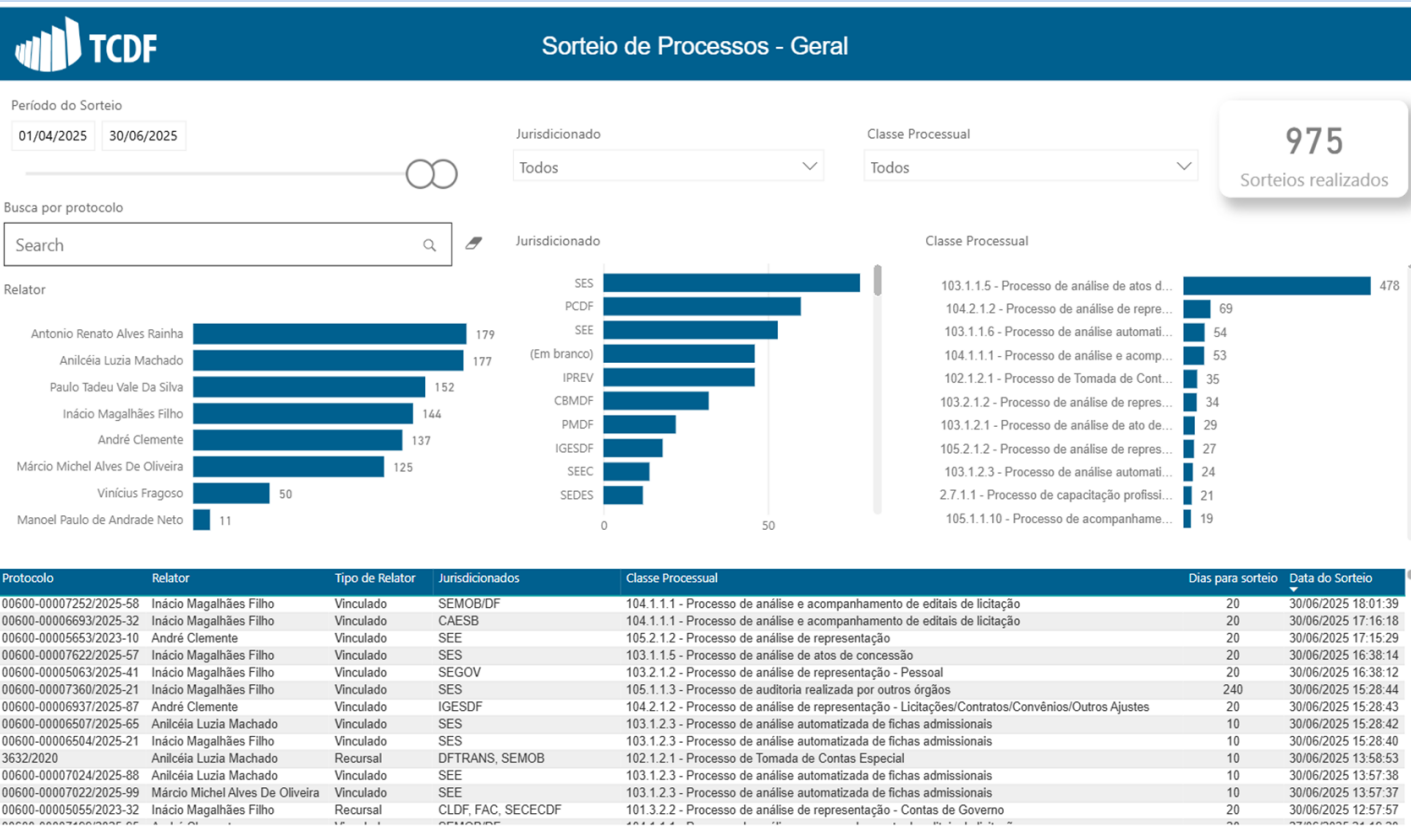 TCDF
Sorteio de Processos - Geral
Período do Sorteio
01/04/2025 30/06/2025
Jurisdicionado
Todos
Classe Processual
Todos
975
Sorteios realizados
Busca por protocolo
Search
Relator
Antonio Renato Alves Rainha 179
Anilcéia Luzia Machado 177
Paulo Tadeu Vale Da Silva 152
Inácio Magalhães Filho 144
André Clemente 137
Márcio Michel Alves De Oliveira 125
Vinícius Fragoso 50
Manoel Paulo de Andrade Neto 11
Jurisdicionado
SES
PCDF
SEE
(Em branco)
IPREV
CBMDF
PMDF
IGESDF
SEEC
SEDES
0 50
Classe Processual
103.1.1.5 - Processo de análise de atos d... 478
104.2.1.2 - Processo de análise de repre... 69
103.1.1.6 - Processo de análise automati... 54
104.1.1.1 - Processo de análise e acomp... 53
102.1.2.1 - Processo de Tomada de Cont... 35
103.2.1.2 - Processo de análise de repres... 34
103.1.2.1 - Processo de análise de ato de... 29
105.2.1.2 - Processo de análise de repres... 27
103.1.2.3 - Processo de análise automati... 24
2.7.1.1 - Processo de capacitação profissi... 21
105.1.1.10 - Processo de acompanhame... 19
Protocolo Relator Tipo de Relator Jurisdicionados Classe Processual Dias para sorteio Data do Sorteio
00600-00007252/2025-58 Inácio Magalhães Filho Vinculado SEMOB/DF 104.1.1.1 - Processo de análise e acompanhamento de editais de licitação 20 30/06/2025 18:01:39
00600-00006693/2025-32 Inácio Magalhães Filho Vinculado CAESB 104.1.1.1 - Processo de análise e acompanhamento de editais de licitação 20 30/06/2025 17:16:18
00600-00005653/2023-10 André Clemente Vinculado SEE 105.2.1.2 - Processo de análise de representação 20 30/06/2025 17:15:29
00600-00007622/2025-57 Inácio Magalhães Filho Vinculado SES 103.1.1.5 - Processo de análise de atos de concessão 20 30/06/2025 16:38:14
00600-00005063/2023-41 Inácio Magalhães Filho Vinculado SEGOV 103.2.1.2 - Processo de análise de representação - Pessoal 20 30/06/2025 16:38:12
00600-00007360/2025-21 Inácio Magalhães Filho Vinculado SES 105.1.1.3 - Processo de auditoria realizada por outros órgãos 240 30/06/2025 15:28:44
00600-00006937/2025-87 André Clemente Vinculado IGESDF 104.2.1.2 - Processo de análise de representação - Licitações/Contratos/Convênios/Outros Ajustes 20 30/06/2025 15:28:43
00600-00006507/2025-65 Anilcéia Luzia Machado Vinculado SES 103.1.2.3 - Processo de análise automatizada de fichas admissionais 10 30/06/2025 15:28:42
00600-00006504/2025-21 Inácio Magalhães Filho Vinculado SES 103.1.2.3 - Processo de análise automatizada de fichas admissionais 10 30/06/2025 15:28:40
3632/2020 Anilcéia Luzia Machado Recursal DFTRANS, SEMOB 102.1.2.1 - Processo de Tomada de Contas Especial 10 30/06/2025 13:58:53
00600-00007024/2025-88 Anilcéia Luzia Machado Vinculado SEE 103.1.2.3 - Processo de análise automatizada de fichas admissionais 10 30/06/2025 13:57:38
00600-00007022/2025-99 Márcio Michel Alves De Oliveira Vinculado SEE 103.1.2.3 - Processo de análise automatizada de fichas admissionais 10 30/06/2025 13:57:37
00600-00005055/2023-32 Inácio Magalhães Filho Recursal CLDF, FAC, SECECDF 101.3.2.2 - Processo de análise de representação - Contas de Governo 20 30/06/2025 12:57:57